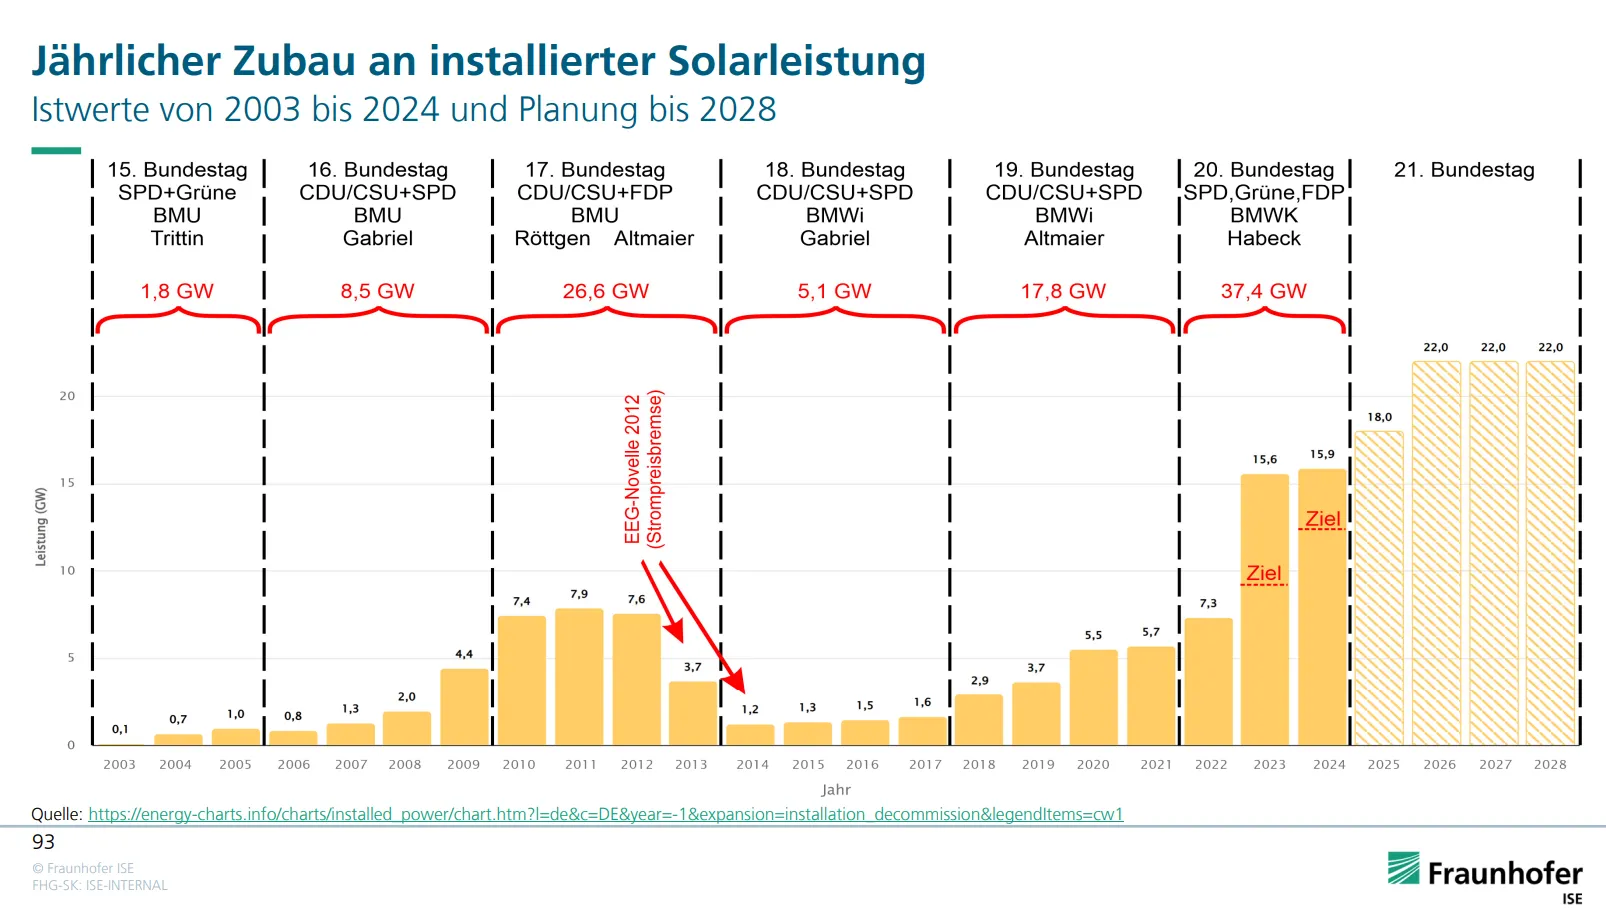 Jährlicher Zubau an installierter Solarleistung
Istwerte von 2003 bis 2024 und Planung bis 2028
15. Bundestag
SPD+Grüne
BMU
Trittin
1,8 GW
16. Bundestag
CDU/CSU+SPD
BMU
Gabriel
8,5 GW
17. Bundestag
CDU/CSU+FDP
BMU
Röttgen Altmaier
26,6 GW
18. Bundestag
CDU/CSU+SPD
BMWi
Gabriel
5,1 GW
19. Bundestag
CDU/CSU+SPD
BMWi
Altmaier
17,8 GW
20. Bundestag
SPD,Grüne,FDP
BMWK
Habeck
37,4 GW
21. Bundestag
EEG-Novelle 2012
(Strompreisbremse)
Leistung (GW)
20
15
10
5
0
0,1
0,7
1,0
0,8
1,3
2,0
4,4
7,4
7,9
7,6
3,7
1,2
1,3
1,5
1,6
2,9
3,7
5,5
5,7
7,3
15,6
Ziel
15,9
Ziel
18,0
22,0
22,0
22,0
2003 2004 2005 2006 2007 2008 2009 2010 2011 2012 2013 2014 2015 2016 2017 2018 2019 2020 2021 2022 2023 2024 2025 2026 2027 2028
Jahr
Quelle: https://energy-charts.info/charts/installed_power/chart.htm?l=de&c=DE&year=-1&expansion=installation_decommission&legendItems=cw1
93
© Fraunhofer ISE
FHG-SK: ISE-INTERNAL
Fraunhofer
ISE